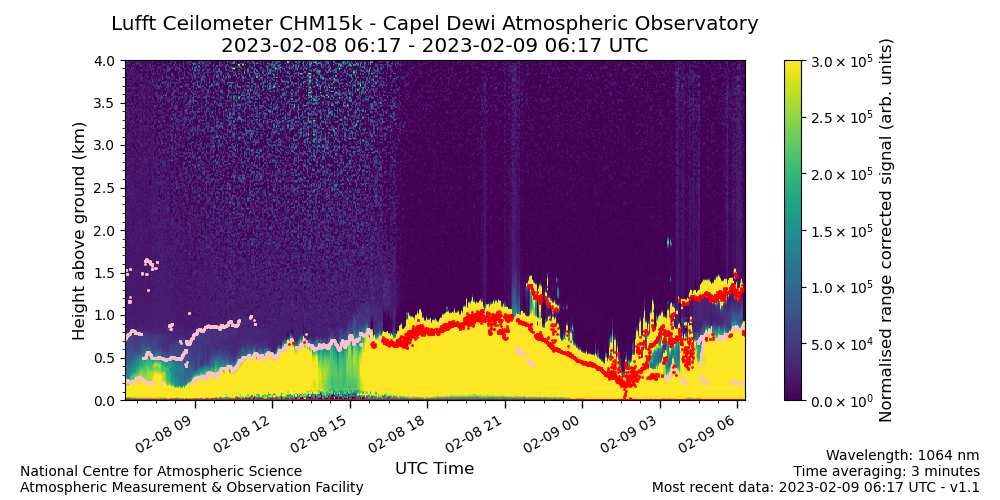 Lufft Ceilometer CHM15k - Capel Dewi Atmospheric Observatory
2023-02-08 06:17 - 2023-02-09 06:17 UTC
Height above ground (km)
4.0
3.5
3.0
2.5
2.0
1.5
1.0
0.5
0.0
02-08 09
02-08 12
02-08 15
02-08 18
02-08 21
02-09 00
02-09 03
02-09 06
UTC Time
3.0 × 10⁵
2.5 × 10⁵
2.0 × 10⁵
1.5 × 10⁵
1.0 × 10⁵
5.0 × 10⁴
0.0 × 10⁰
Normalised range corrected signal (arb. units)
National Centre for Atmospheric Science
Atmospheric Measurement & Observation Facility
Wavelength: 1064 nm
Time averaging: 3 minutes
Most recent data: 2023-02-09 06:17 UTC - v1.1